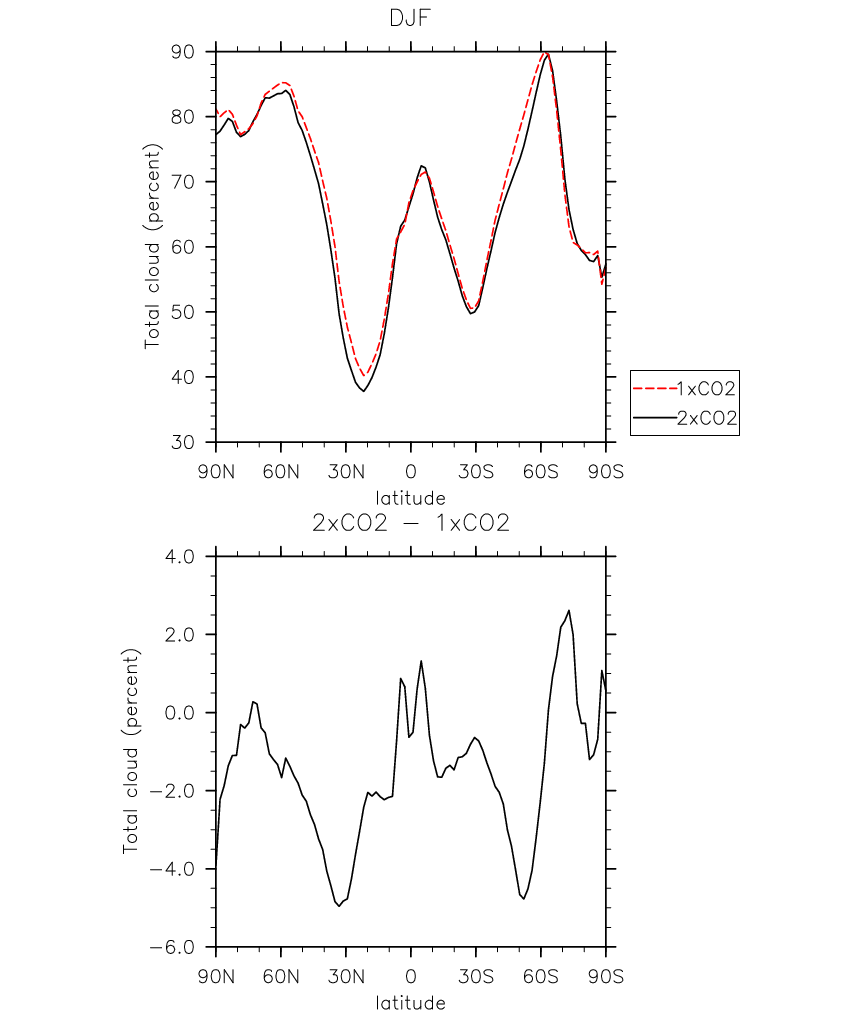 DJF
Total cloud (percent)
90
80
70
60
50
40
30
90N 60N 30N 0 30S 60S 90S
latitude
1xCO2
2xCO2
2xCO2 − 1xCO2
Total cloud (percent)
4.0
2.0
0.0
−2.0
−4.0
−6.0
90N 60N 30N 0 30S 60S 90S
latitude